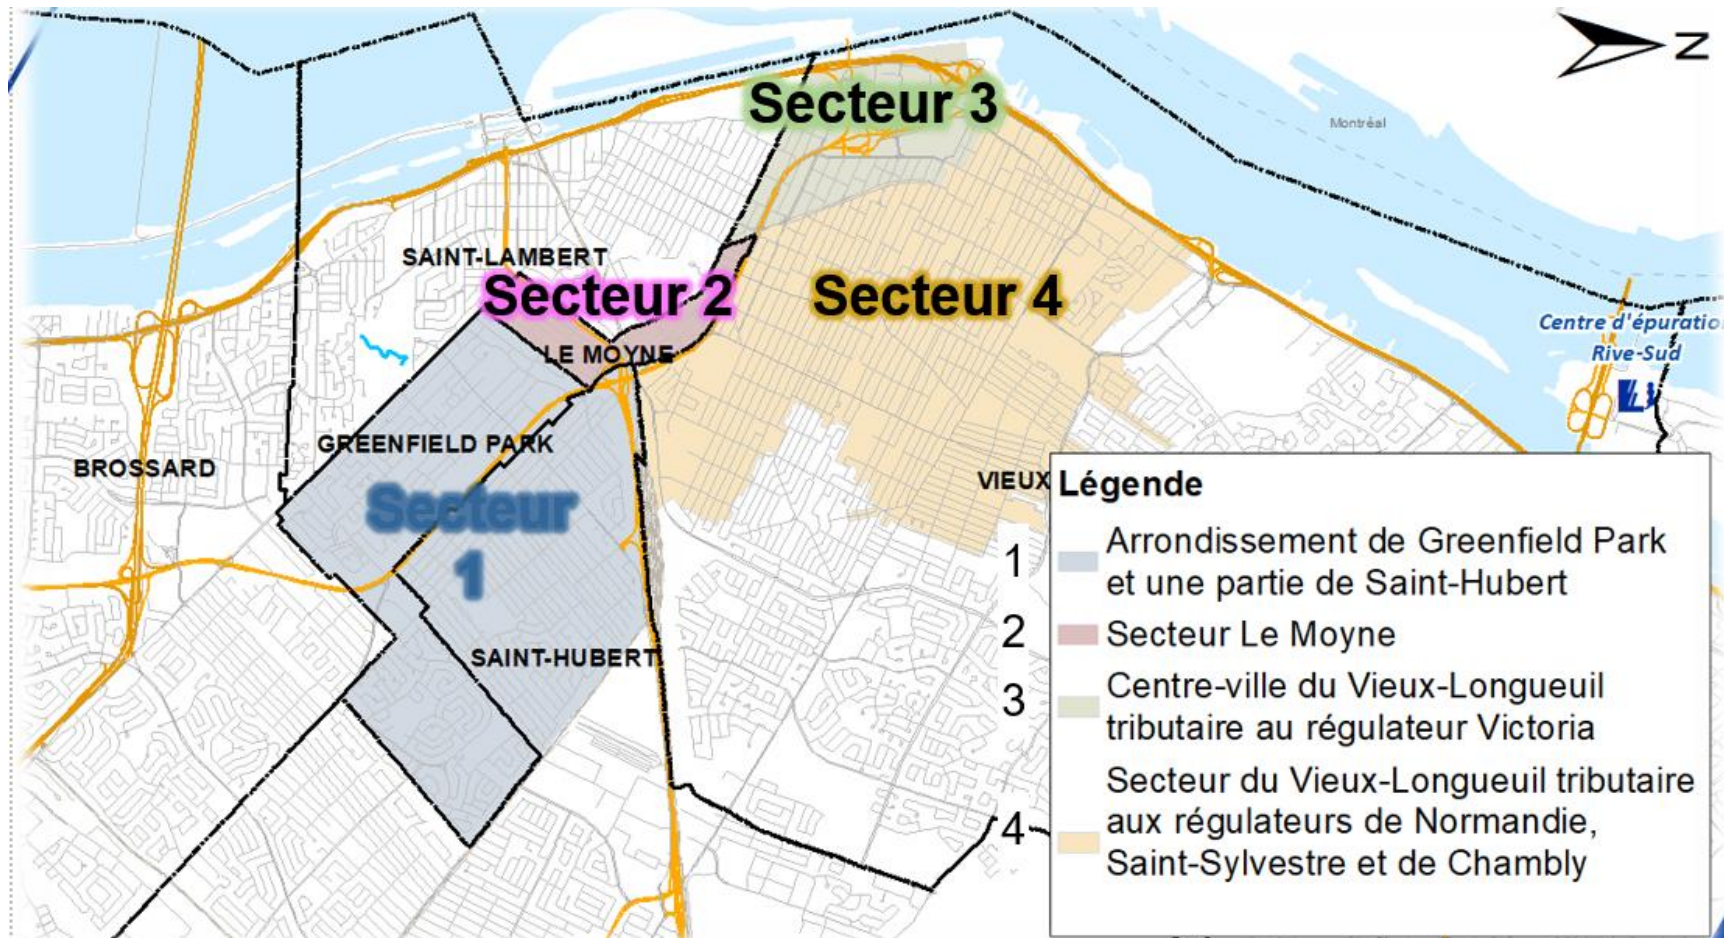 N
Secteur 3
Montréal
SAINT-LAMBERT
Secteur 2
Secteur 4
Centre d'épuratio
Rive-Sud
LE MOYNE
GREENFIELD PARK
BROSSARD
VIEUX
Secteur
1
SAINT-HUBERT
Légende
1 Arrondissement de Greenfield Park
et une partie de Saint-Hubert
2 Secteur Le Moyne
3 Centre-ville du Vieux-Longueuil
tributaire au régulateur Victoria
Secteur du Vieux-Longueuil tributaire
4 aux régulateurs de Normandie,
Saint-Sylvestre et de Chambly